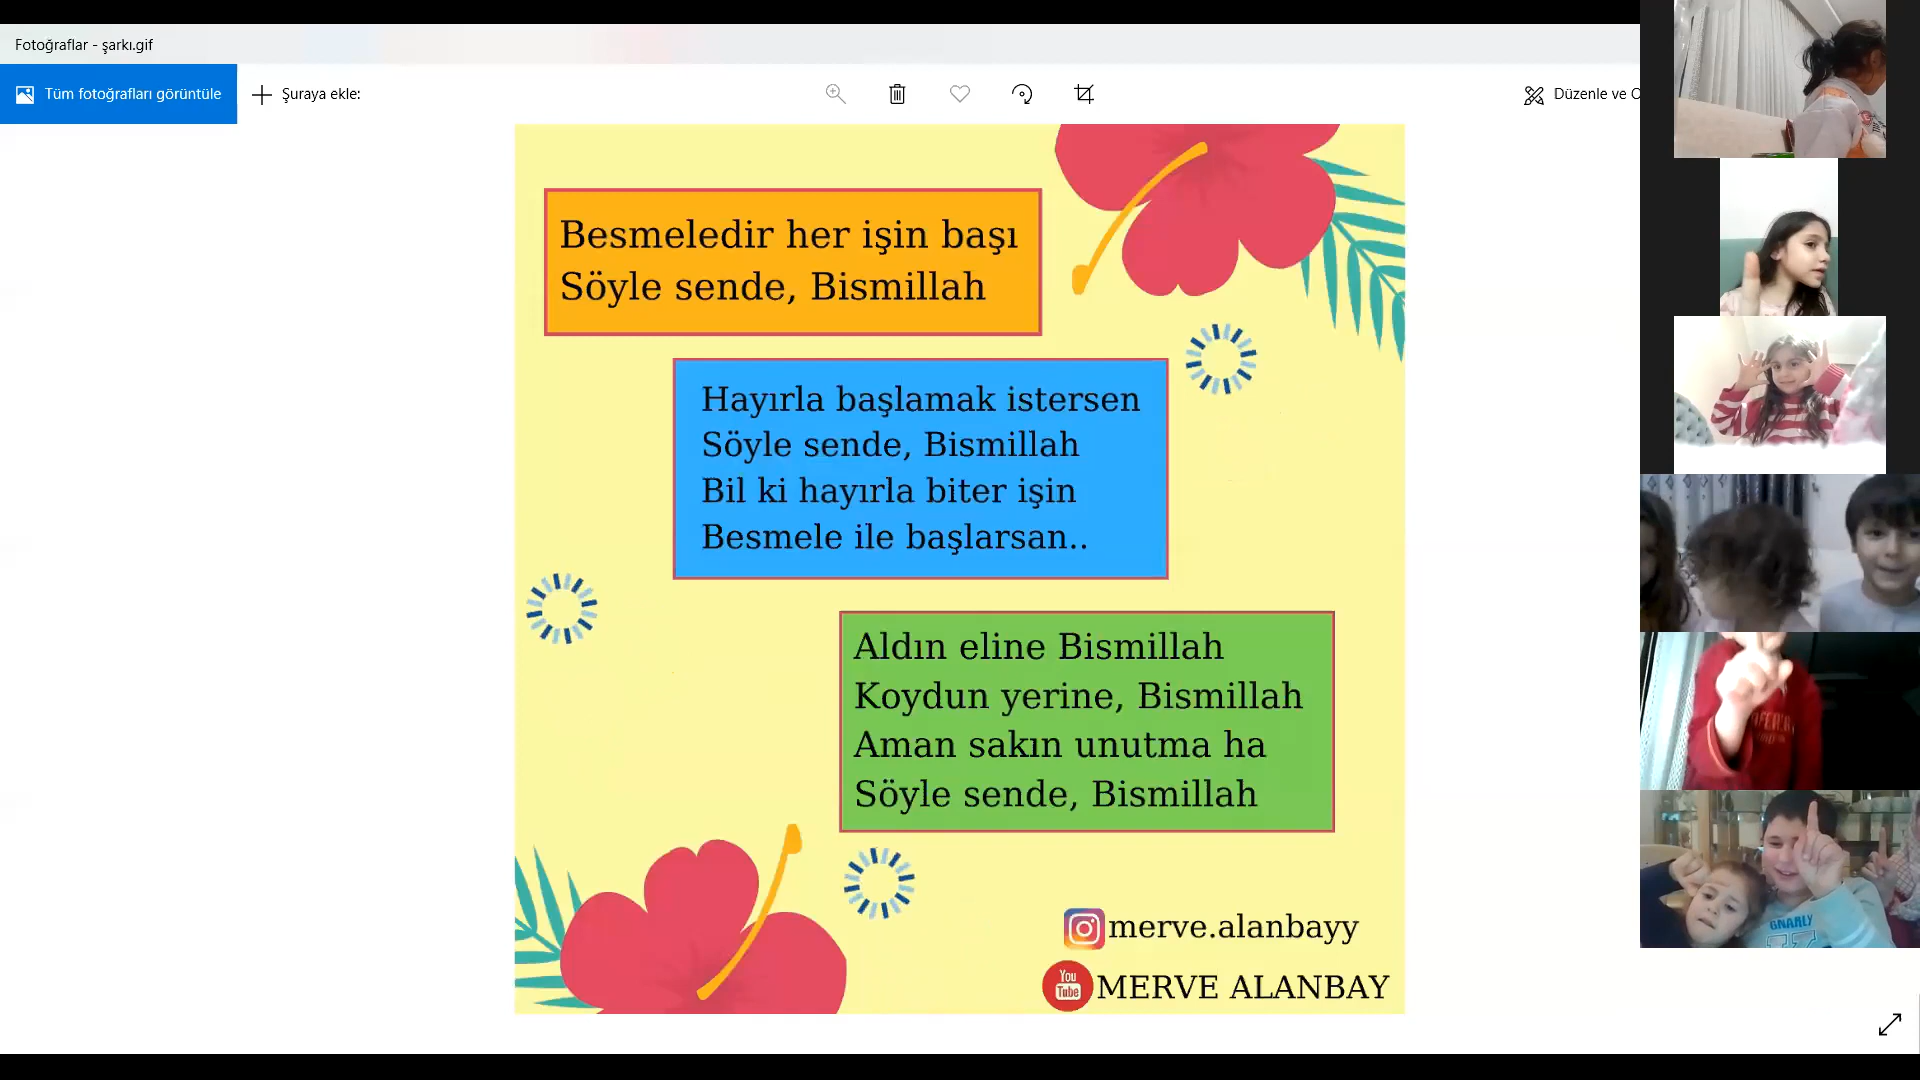 Fotoğraflar - şarkı.gif
Tüm fotoğrafları görüntüle
Şuraya ekle:
Düzenle ve O
Besmeledir her işin başı
Söyle sende, Bismillah
Hayırla başlamak istersen
Söyle sende, Bismillah
Bil ki hayırla biter işin
Besmele ile başlarsan..
Aldın eline Bismillah
Koydun yerine, Bismillah
Aman sakın unutma ha
Söyle sende, Bismillah
merve.alanbayy
You
Tube
MERVE ALANBAY
GNARLY